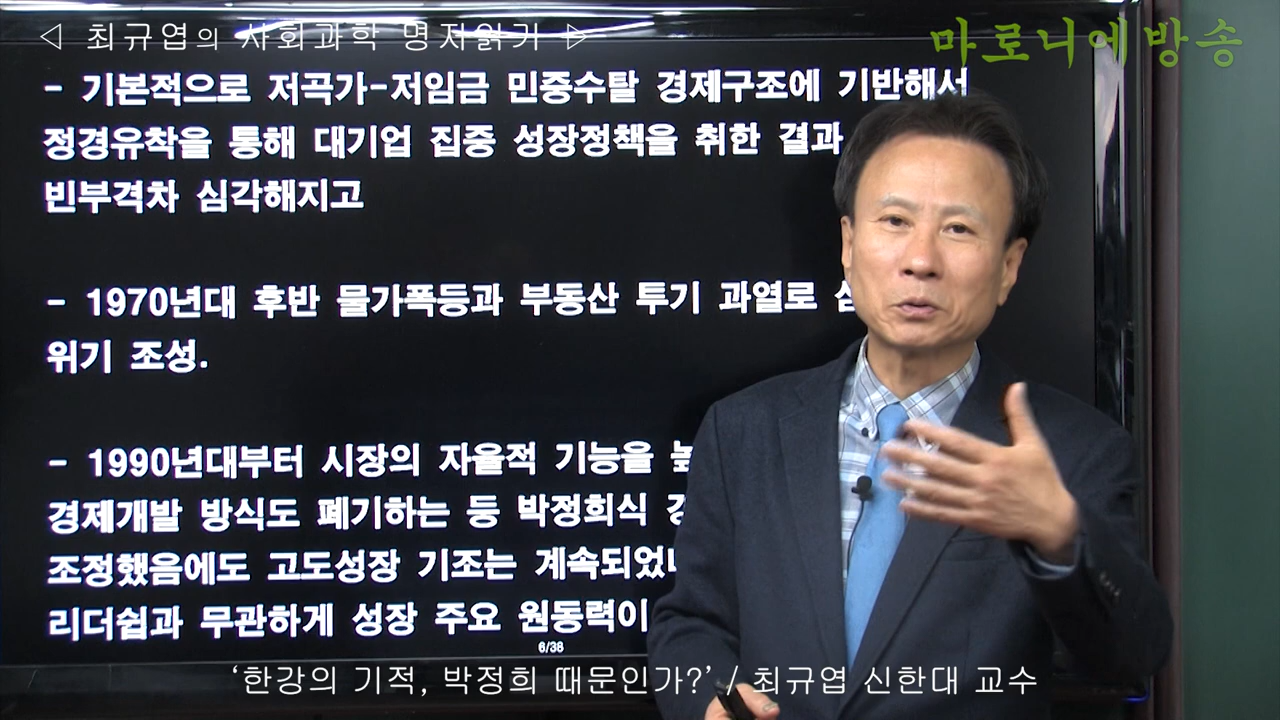 ◁ 최규엽의 사회과학 명저읽기 ▷
마로니에방송
- 기본적으로 저곡가-저임금 민중수탈 경제구조에 기반해서
정경유착을 통해 대기업 집중 성장정책을 취한 결과
빈부격차 심각해지고
- 1970년대 후반 물가폭등과 부동산 투기 과열로
위기 조성.
- 1990년대부터 시장의 자율적 기능을
경제개발 방식도 폐기하는 등 박정희식
조정했음에도 고도성장 기조는
리더쉽과 무관하게 성장 주요 원동력이
6/38
‘한강의 기적, 박정희 때문인가?’ / 최규엽 신한대 교수